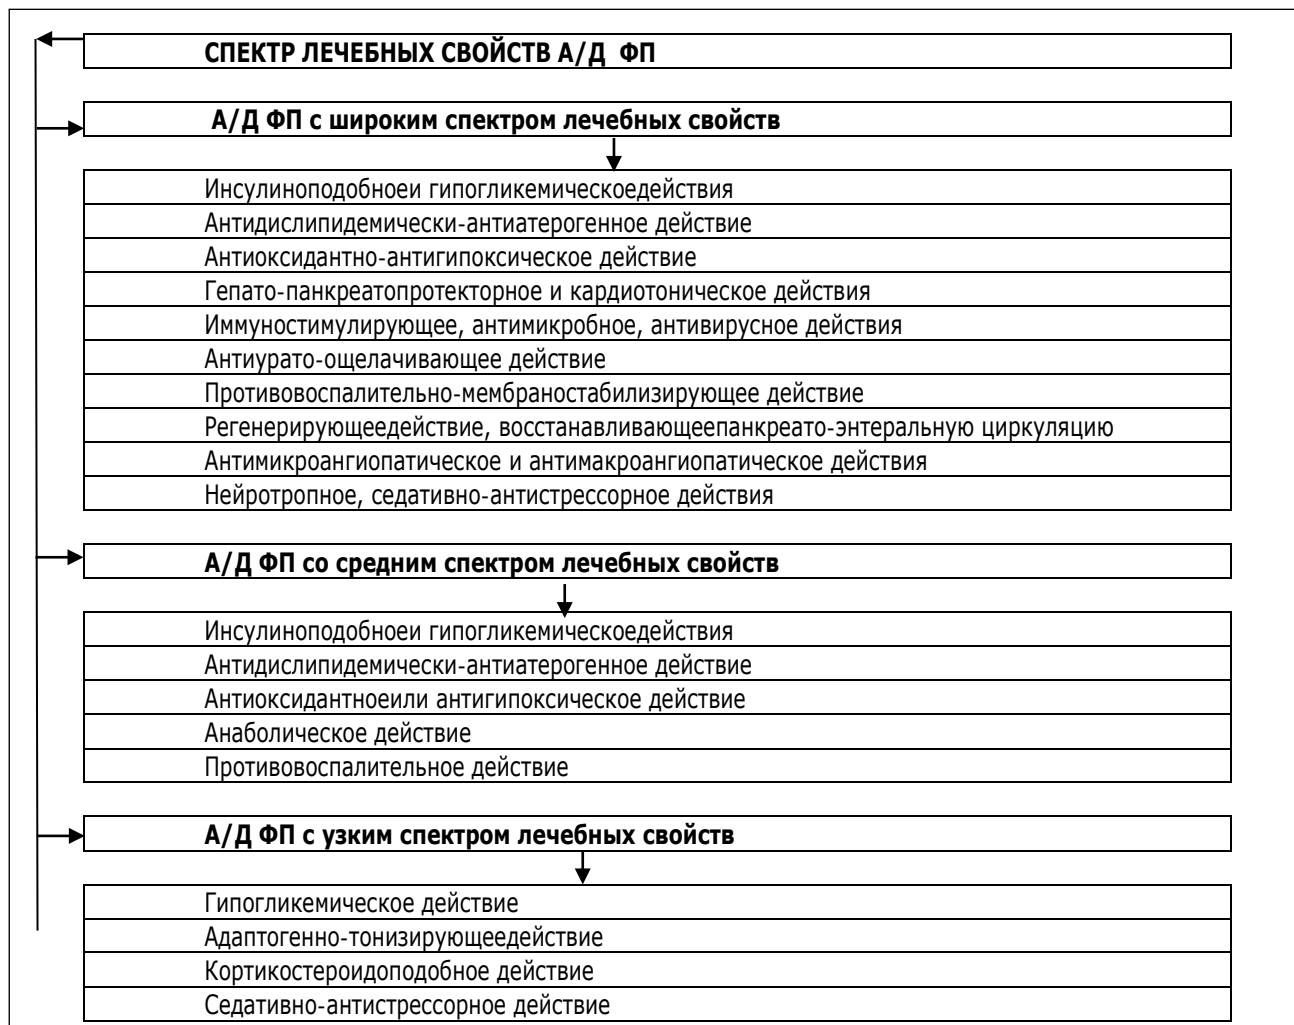 СПЕКТР ЛЕЧЕБНЫХ СВОЙСТВ А/Д ФП
А/Д ФП с широким спектром лечебных свойств
Инсулиноподобноеи гипогликемическоедействия
Антидислипидемически-антиатерогенное действие
Антиоксидантно-антигипоксическое действие
Гепато-панкреатопротекторное и кардиотоническое действия
Иммуностимулирующее, антимикробное, антивирусное действия
Антиурато-ощелачивающее действие
Противовоспалительно-мембраностабилизирующее действие
Регенерирующеедействие, восстанавливающеепанкреато-энтеральную циркуляцию
Антимикроангиопатическое и антимакроангиопатическое действия
Нейротропное, седативно-антистрессорное действия
А/Д ФП со средним спектром лечебных свойств
Инсулиноподобноеи гипогликемическоедействия
Антидислипидемически-антиатерогенное действие
Антиоксидантноеили антигипоксическое действие
Анаболическое действие
Противовоспалительное действие
А/Д ФП с узким спектром лечебных свойств
Гипогликемическое действие
Адаптогенно-тонизирующеедействие
Кортикостероидоподобное действие
Седативно-антистрессорное действие